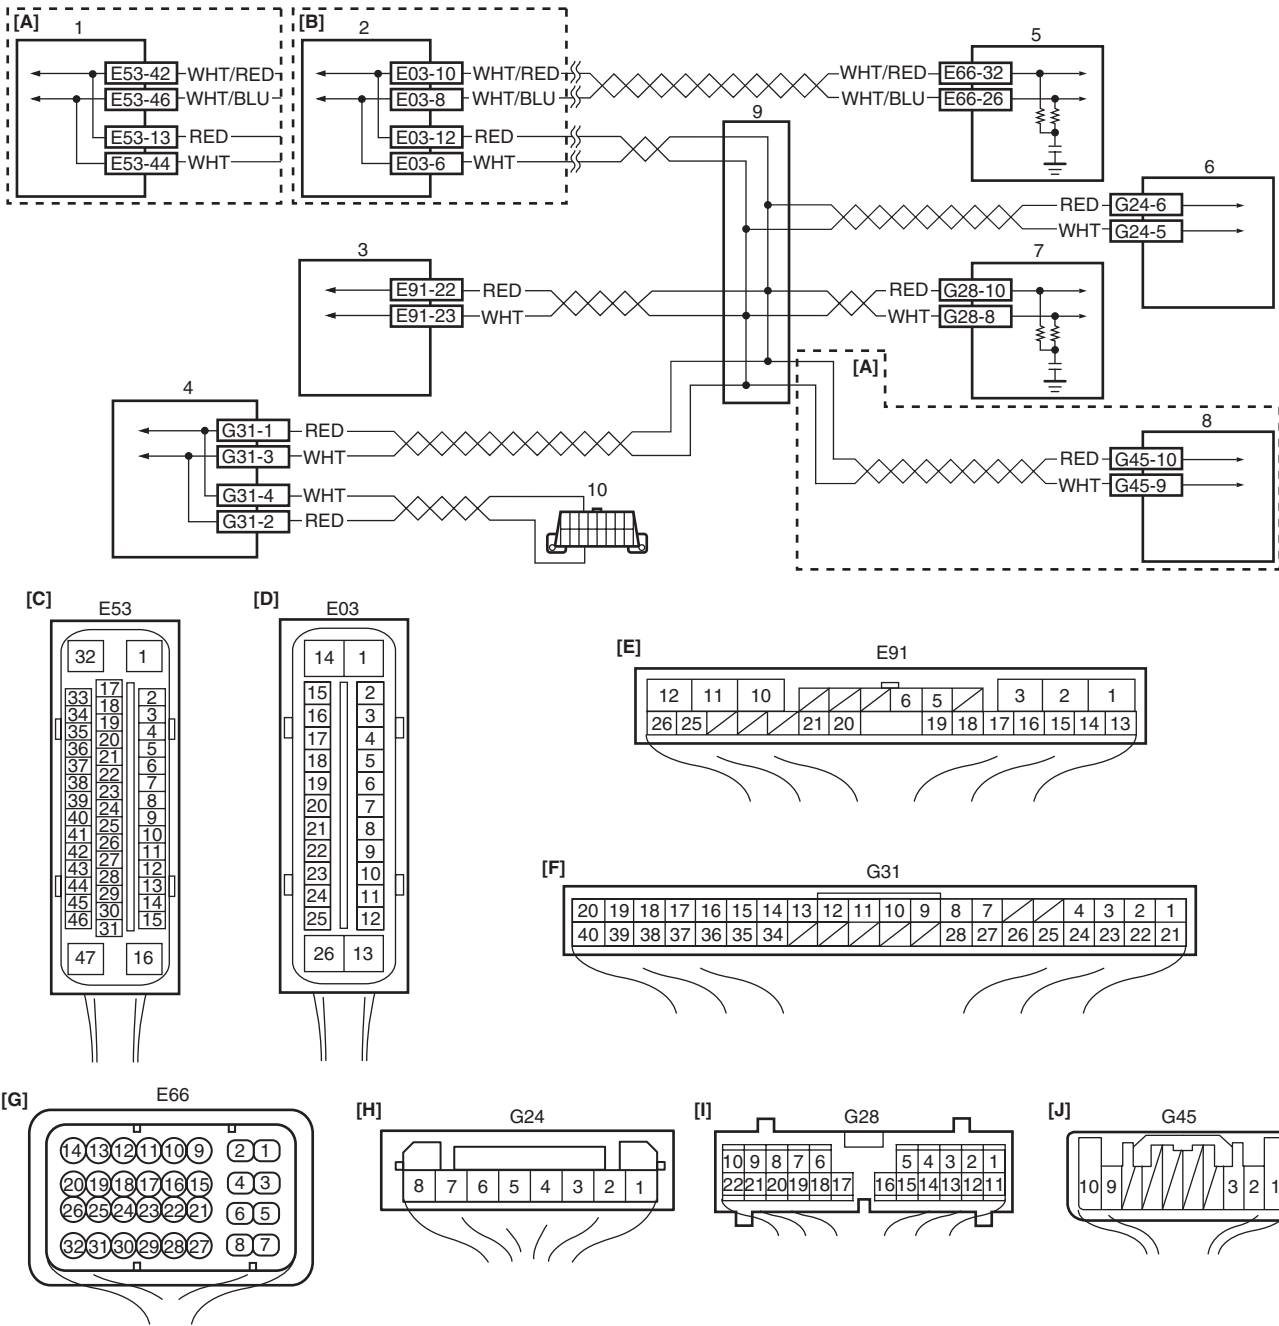 [A] 1 [B] 2 5
E53-42 WHT/RED E03-10 WHT/RED WHT/RED E66-32
E53-46 WHT/BLU E03-8 WHT/BLU WHT/BLU E66-26
9
E53-13 RED E03-12 RED
E53-44 WHT E03-6 WHT
6
RED G24-6
WHT G24-5
3 7
E91-22 RED RED G28-10
E91-23 WHT WHT G28-8
[A]
4 8
G31-1 RED
G31-3 WHT
RED G45-10
WHT G45-9
G31-4 WHT 10
G31-2 RED
[C] E53
32 1
17 18 19 20 21 22 23 24 25 26 27 28 29 30 31
33 34 35 36 37 38 39 40 41 42 43 44 45 46
2 3 4 5 6 7 8 9 10 11 12 13 14 15
47 16
[D] E03
14 1
15 16 17 18 19 20 21 22 23 24 25
2 3 4 5 6 7 8 9 10 11 12
26 13
[E] E91
12 11 10 6 5 3 2 1
26 25 21 20 19 18 17 16 15 14 13
[F] G31
20 19 18 17 16 15 14 13 12 11 10 9 8 7 4 3 2 1
40 39 38 37 36 35 34 28 27 26 25 24 23 22 21
[G] E66
14 13 12 11 10 9 2 1
20 19 18 17 16 15 4 3
26 25 24 23 22 21 6 5
32 31 30 29 28 27 8 7
[H] G24
8 7 6 5 4 3 2 1
[I] G28
10 9 8 7 6 5 4 3 2 1
22 21 20 19 18 17 16 15 14 13 12 11
[J] G45
10 9 3 2 1